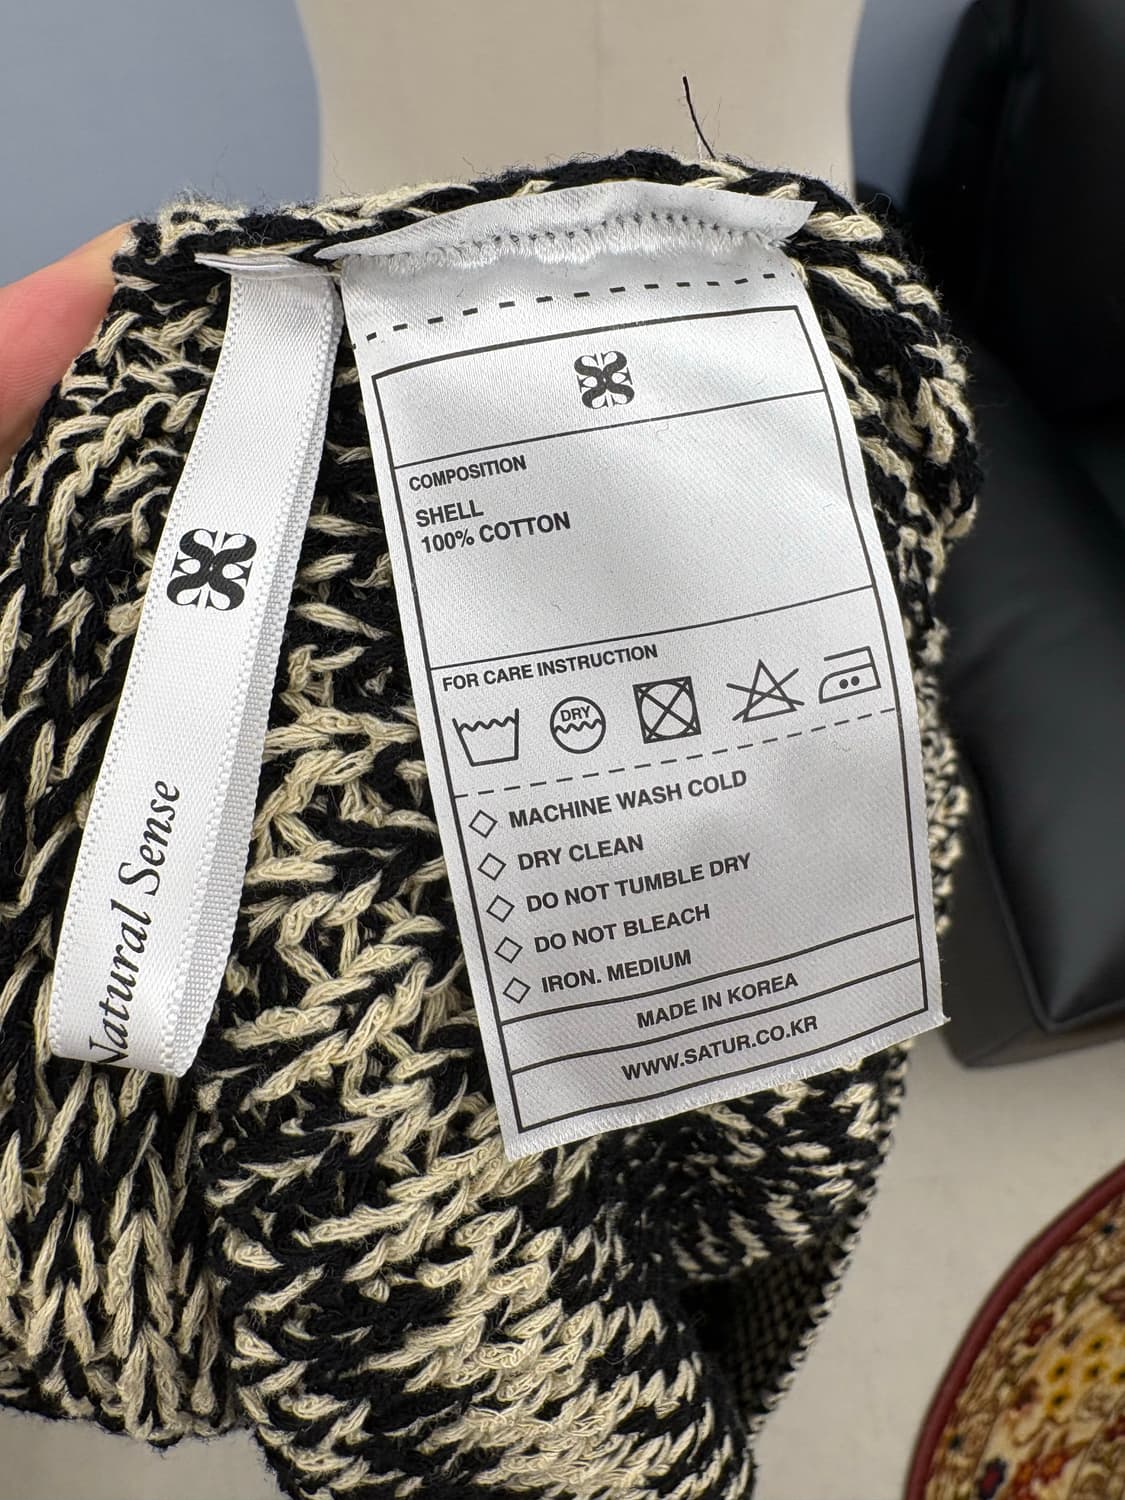 Natural Sense
COMPOSITION
SHELL
100% COTTON
FOR CARE INSTRUCTION
DRY
MACHINE WASH COLD
DRY CLEAN
DO NOT TUMBLE DRY
DO NOT BLEACH
IRON. MEDIUM
MADE IN KOREA
WWW.SATUR.CO.KR